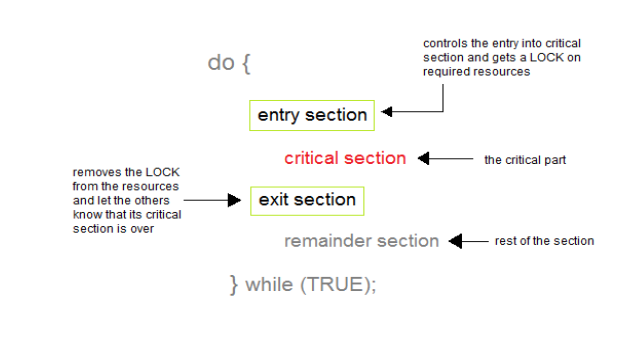 do {
controls the entry into critical
section and gets a LOCK on
required resources
entry section
critical section
the critical part
removes the LOCK
from the resources
and let the others
know that its critical
section is over
exit section
remainder section
rest of the section
} while (TRUE);